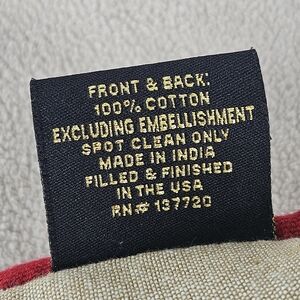 FRONT & BACK:
100% COTTON
EXCLUDING EMBELLISHMENT
SPOT CLEAN ONLY
MADE IN INDIA
FILLED & FINISHED
IN THE USA
RN# 137720